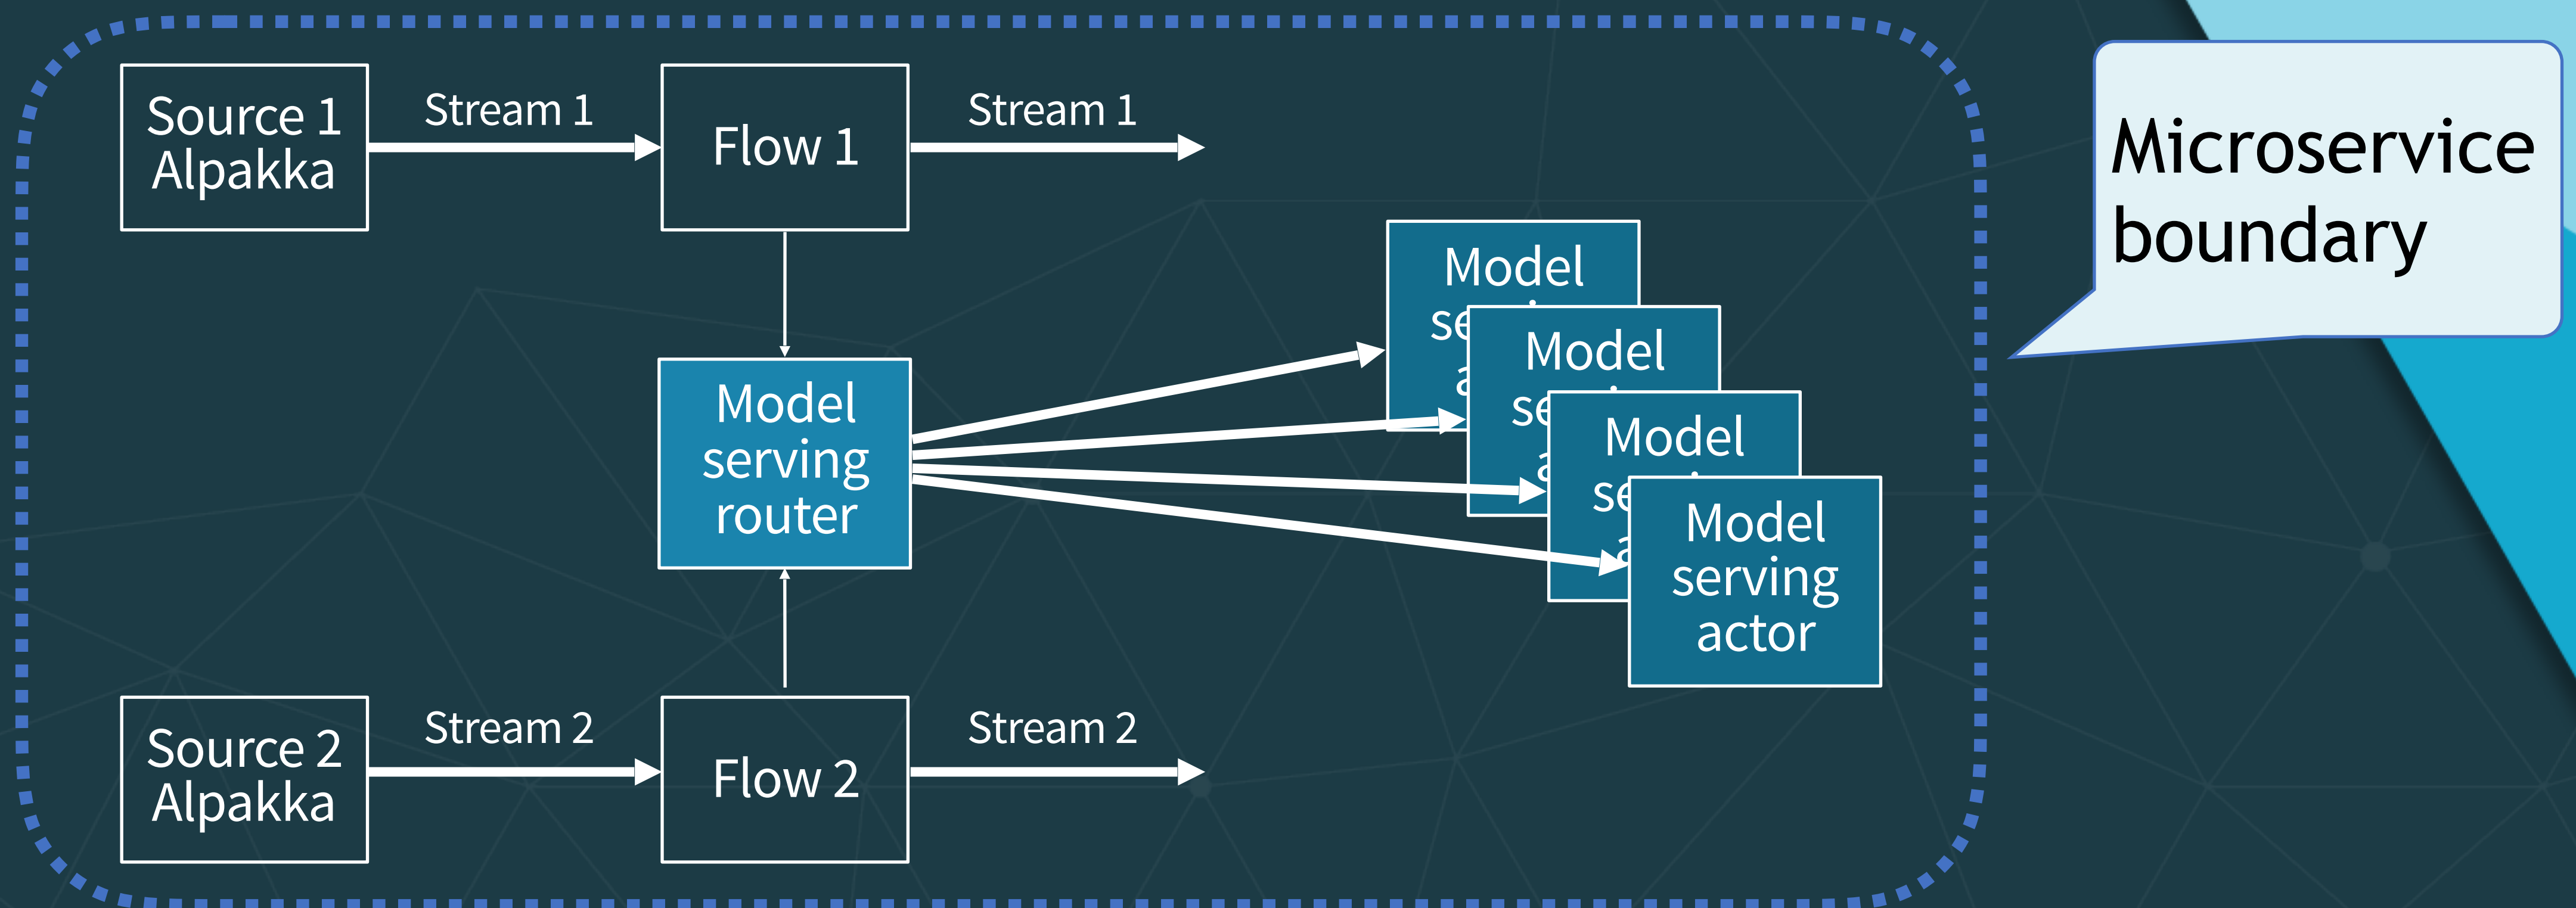 Source 1
Alpakka
Stream 1
Flow 1
Stream 1
Microservice
boundary
Model
serving
router
Model
Model
Model
Model
serving
actor
Source 2
Alpakka
Stream 2
Flow 2
Stream 2